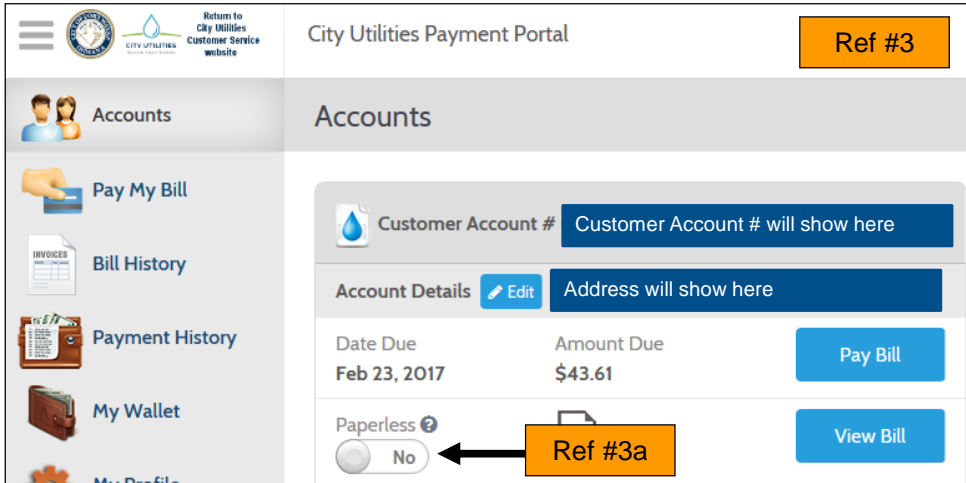 Return to
City Utilities
Customer Service
website
CITY UTILITIES
City Utilities Payment Portal
Ref #3
Accounts
Pay My Bill
INVOICES
Bill History
Payment History
My Wallet
My Profile
Accounts
Customer Account #
Customer Account # will show here
Account Details
Edit
Address will show here
Date Due
Amount Due
Pay Bill
Feb 23, 2017
$43.61
Paperless
No
Ref #3a
View Bill